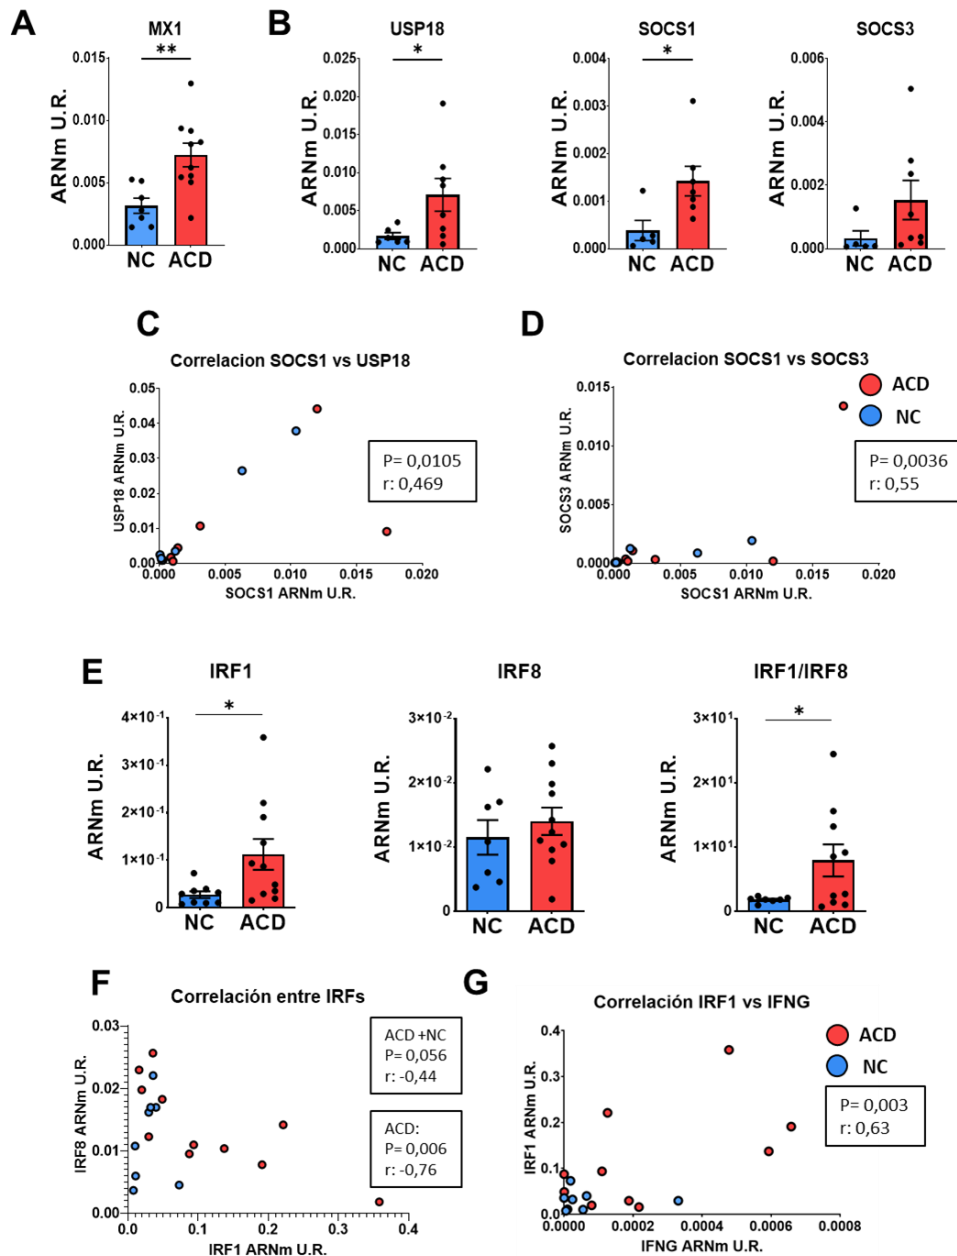 A
MX1
**
ARNm U.R.
0.015
0.010
0.005
0.000
NC ACD
B
USP18
*
ARNm U.R.
0.025
0.020
0.015
0.010
0.005
0.000
NC ACD
SOCS1
*
ARNm U.R.
0.004
0.003
0.002
0.001
0.000
NC ACD
SOCS3
ARNm U.R.
0.006
0.004
0.002
0.000
NC ACD
C
Correlacion SOCS1 vs USP18
USP18 ARNm U.R.
0.05
0.04
0.03
0.02
0.01
0.00
0.000 0.005 0.010 0.015 0.020
SOCS1 ARNm U.R.
P= 0,0105
r: 0,469
D
Correlacion SOCS1 vs SOCS3
SOCS3 ARNm U.R.
0.015
0.010
0.005
0.000
0.000 0.005 0.010 0.015 0.020
SOCS1 ARNm U.R.
ACD
NC
P= 0,0036
r: 0,55
E
IRF1
*
ARNm U.R.
4×10⁻¹
3×10⁻¹
2×10⁻¹
1×10⁻¹
0
NC ACD
IRF8
ARNm U.R.
3×10⁻²
2×10⁻²
1×10⁻²
0
NC ACD
IRF1/IRF8
*
ARNm U.R.
3×10¹
2×10¹
1×10¹
0
NC ACD
F
Correlación entre IRFs
IRF8 ARNm U.R.
0.03
0.02
0.01
0.00
0.0 0.1 0.2 0.3 0.4
IRF1 ARNm U.R.
ACD +NC
P= 0,056
r: -0,44
ACD:
P= 0,006
r: -0,76
G
Correlación IRF1 vs IFNG
IRF1 ARNm U.R.
0.4
0.3
0.2
0.1
0.0
0.0000 0.0002 0.0004 0.0006 0.0008
IFNG ARNm U.R.
ACD
NC
P= 0,003
r: 0,63